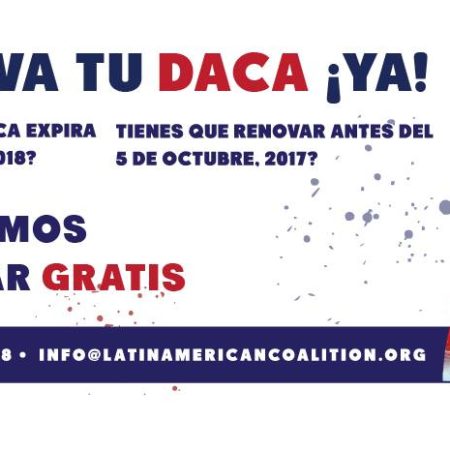 VA TU DACA ¡YA!
CA EXPIRA
018?
TIENES QUE RENOVAR ANTES DEL
5 DE OCTUBRE, 2017?
MOS
AR GRATIS
8 • INFO@LATINAMERICANCOALITION.ORG